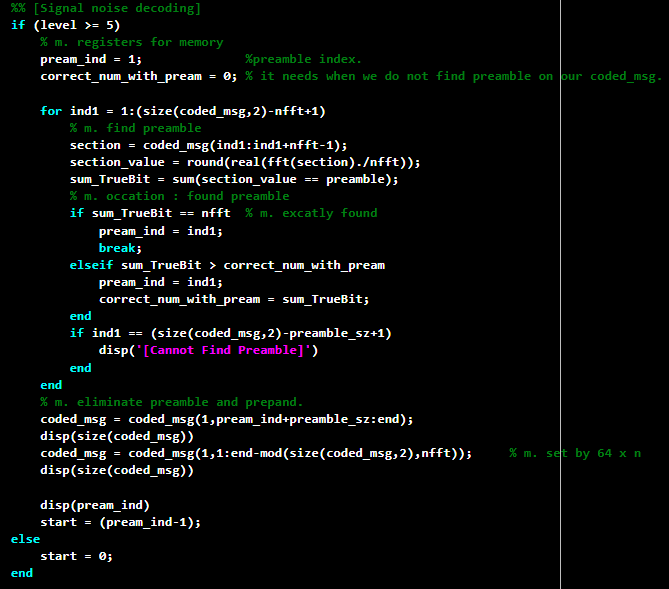 %% [Signal noise decoding]
if (level >= 5)
    % m. registers for memory
    pream_ind = 1;              %preamble index.
    correct_num_with_pream = 0; % it needs when we do not find preamble on our coded_msg.

    for ind1 = 1:(size(coded_msg,2)-nfft+1)
        % m. find preamble
        section = coded_msg(ind1:ind1+nfft-1);
        section_value = round(real(fft(section)./nfft));
        sum_TrueBit = sum(section_value == preamble);
        % m. occation : found preamble
        if sum_TrueBit == nfft  % m. excatly found
            pream_ind = ind1;
            break;
        elseif sum_TrueBit > correct_num_with_pream
            pream_ind = ind1;
            correct_num_with_pream = sum_TrueBit;
        end
        if ind1 == (size(coded_msg,2)-preamble_sz+1)
            disp('[Cannot Find Preamble]')
        end
    end
    % m. eliminate preamble and prepand.
    coded_msg = coded_msg(1,pream_ind+preamble_sz:end);
    disp(size(coded_msg))
    coded_msg = coded_msg(1,1:end-mod(size(coded_msg,2),nfft));     % m. set by 64 x n
    disp(size(coded_msg))

    disp(pream_ind)
    start = (pream_ind-1);
else
    start = 0;
end